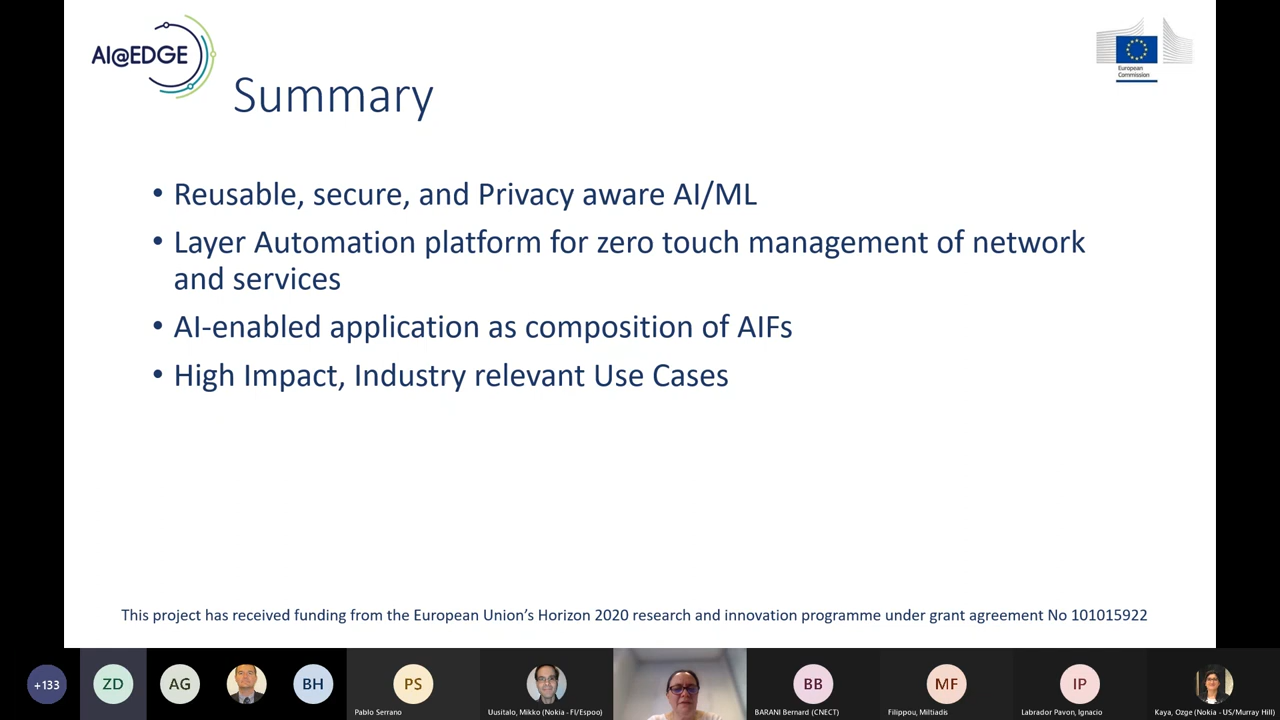 AI@EDGE
European
Commission
Summary
• Reusable, secure, and Privacy aware AI/ML
• Layer Automation platform for zero touch management of network
and services
• AI-enabled application as composition of AIFs
• High Impact, Industry relevant Use Cases
This project has received funding from the European Union's Horizon 2020 research and innovation programme under grant agreement No 101015922
+133
ZD
AG
BH
PS
Pablo Serrano
Uusitalo, Mikko (Nokia - FI/Espoo)
BB
BARANI Bernard (CNECT)
MF
Filippou, Miltiadis
IP
Labrador Pavon, Ignacio
Kaya, Ozge (Nokia - US/Murray Hill)